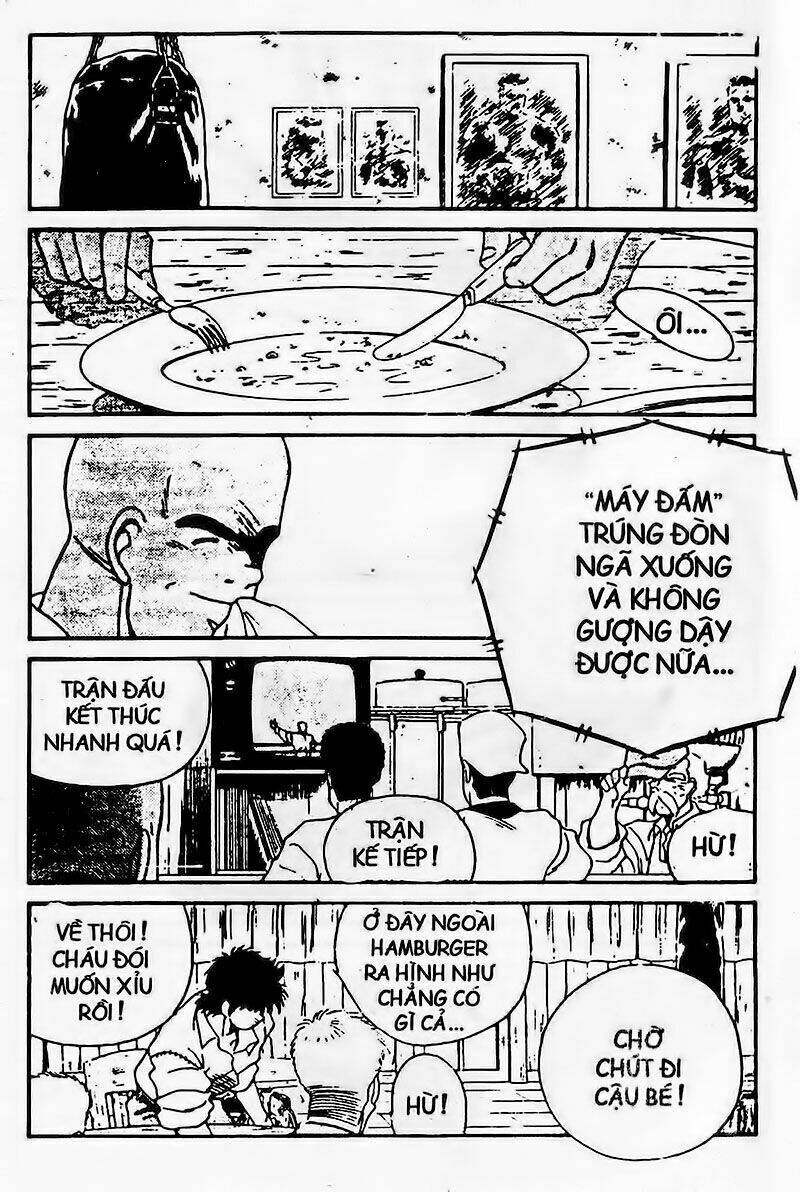 ÔI...
"MÁY ĐẤM"
TRÚNG ĐÒN
NGÃ XUỐNG
VÀ KHÔNG
GƯỢNG DẬY
ĐƯỢC NỮA...
TRẬN ĐẤU
KẾT THÚC
NHANH QUÁ!
TRẬN
KẾ TIẾP!
HỪ!
VỀ THÔI!
CHÁU ĐÓI
MUỐN XỈU
RỒI!
Ở ĐÂY NGOÀI
HAMBURGER
RA HÌNH NHƯ
CHẲNG CÓ
GÌ CẢ...
HỪ!
CHỜ
CHÚT ĐI
CẬU BÉ!